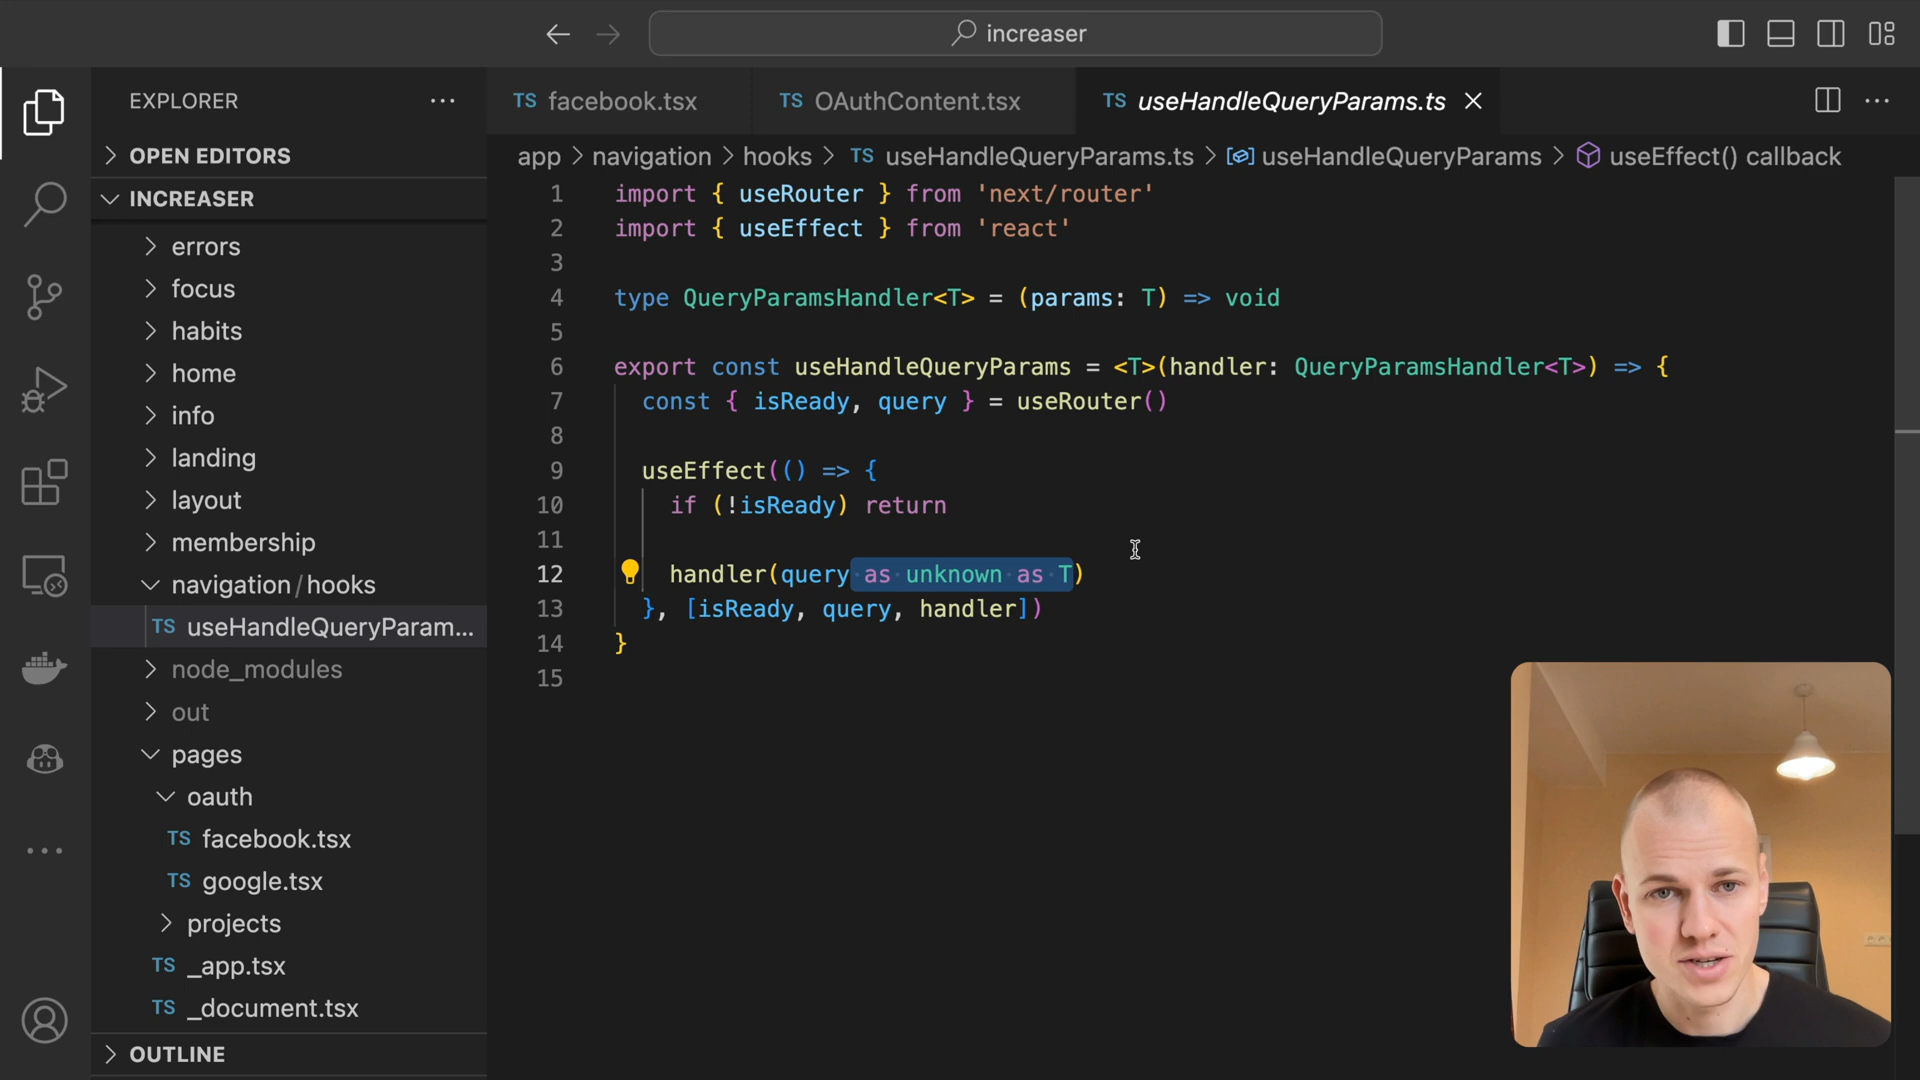 increaser
EXPLORER
OPEN EDITORS
INCREASER
errors
focus
habits
home
info
landing
layout
membership
navigation/hooks
TS useHandleQueryParam...
node_modules
out
pages
oauth
TS facebook.tsx
TS google.tsx
projects
TS _app.tsx
TS _document.tsx
OUTLINE
TS facebook.tsx
TS OAuthContent.tsx
TS useHandleQueryParams.ts
app > navigation > hooks > TS useHandleQueryParams.ts > useHandleQueryParams > useEffect() callback
1 import { useRouter } from 'next/router'
2 import { useEffect } from 'react'
3
4 type QueryParamsHandler<T> = (params: T) => void
5
6 export const useHandleQueryParams = <T>(handler: QueryParamsHandler<T>) => {
7 const { isReady, query } = useRouter()
8
9 useEffect(() => {
10 if (!isReady) return
11
12 handler(query as unknown as T)
13 }, [isReady, query, handler])
14 }
15